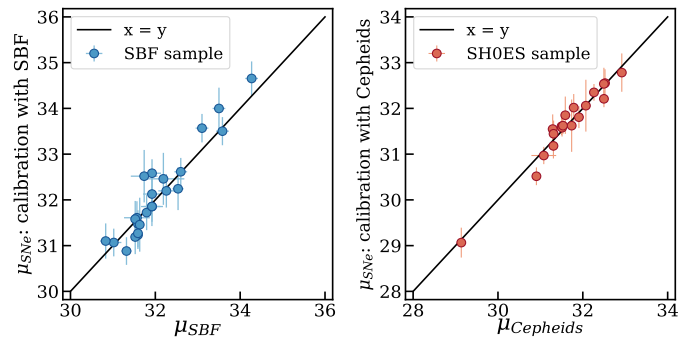 x = y
SBF sample
μSNe: calibration with SBF
36
35
34
33
32
31
30
30 32 34 36
μSBF
x = y
SH0ES sample
μSNe: calibration with Cepheids
34
33
32
31
30
29
28
28 30 32 34
μCepheids